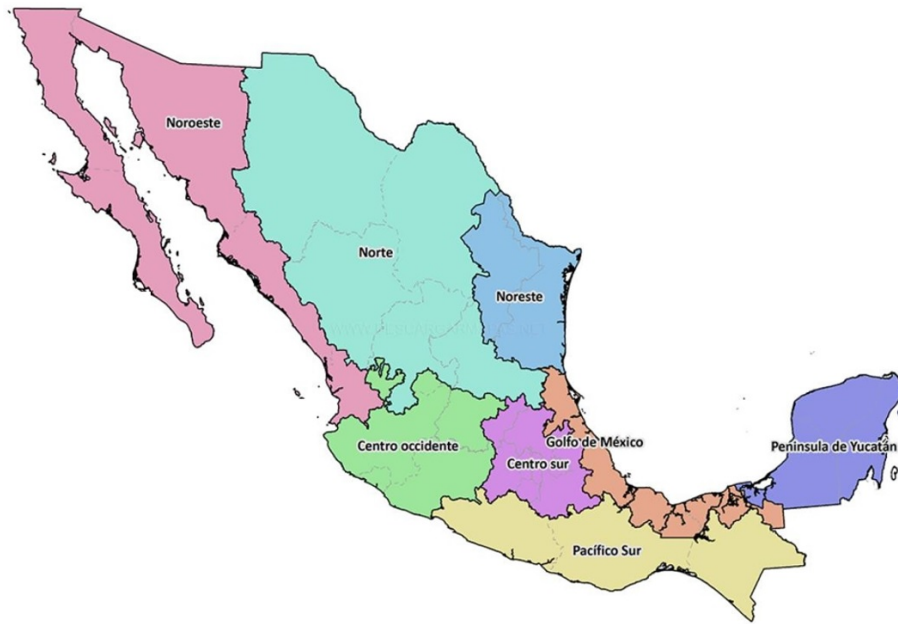 Noroeste
Norte
Noreste
Centro occidente
Golfo de México
Península de Yucatán
Centro sur
Pacífico Sur